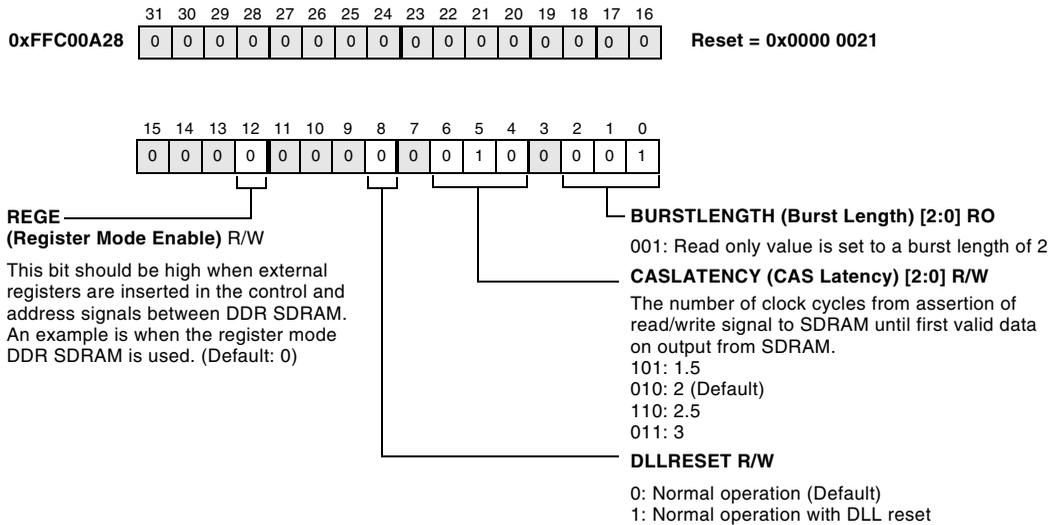 31 30 29 28 27 26 25 24 23 22 21 20 19 18 17 16
0xFFC00A28 0 0 0 0 0 0 0 0 0 0 0 0 0 0 0 0 Reset = 0x0000 0021
15 14 13 12 11 10 9 8 7 6 5 4 3 2 1 0
0 0 0 0 0 0 0 0 0 0 1 0 0 0 0 1
REGE
(Register Mode Enable) R/W
This bit should be high when external
registers are inserted in the control and
address signals between DDR SDRAM.
An example is when the register mode
DDR SDRAM is used. (Default: 0)
BURSTLENGTH (Burst Length) [2:0] RO
001: Read only value is set to a burst length of 2
CASLATENCY (CAS Latency) [2:0] R/W
The number of clock cycles from assertion of
read/write signal to SDRAM until first valid data
on output from SDRAM.
101: 1.5
010: 2 (Default)
110: 2.5
011: 3
DLLRESET R/W
0: Normal operation (Default)
1: Normal operation with DLL reset